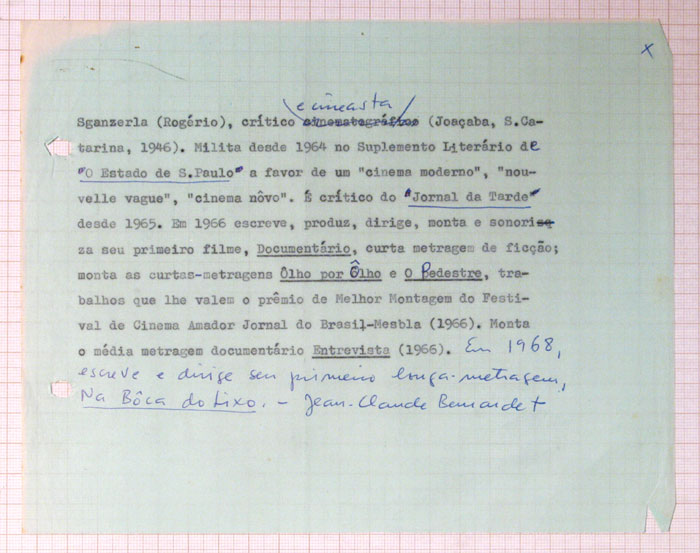 x
e cineasta
Sganzerla (Rogério), crítico cinematográfico (Joaçaba, S.Ca-
tarina, 1946). Milita desde 1964 no Suplemento Literário de
"O Estado de S.Paulo" a favor de um "cinema moderno", "nou-
velle vague", "cinema nôvo". É crítico do "Jornal da Tarde"
desde 1965. Em 1966 escreve, produz, dirige, monta e sonoriz
za seu primeiro filme, Documentário, curta metragem de ficção;
monta as curtas-metragens Ôlho por Ôlho e O Pedestre, tra-
balhos que lhe valem o prêmio de Melhor Montagem do Festi-
val de Cinema Amador Jornal do Brasil-Mesbla (1966). Monta
o média metragem documentário Entrevista (1966). Em 1968,
escreve e dirige seu primeiro longa-metragem,
Na Bôca do Lixo. - Jean-Claude Bernardet